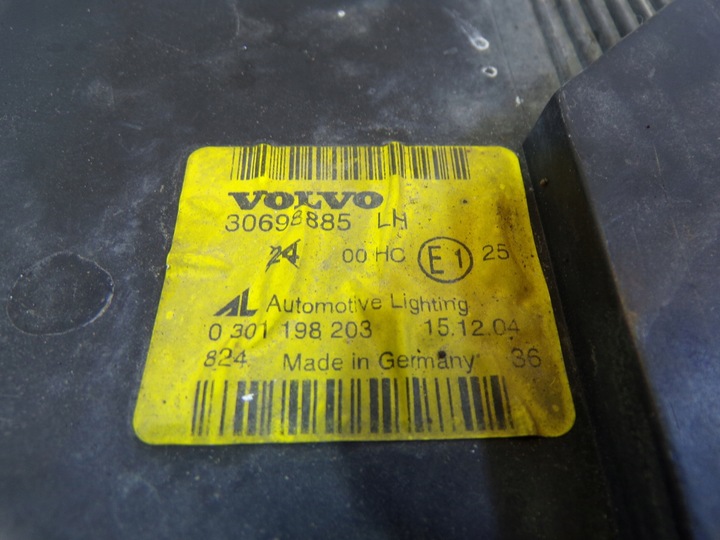 VOLVO
30698885 LH
24 00 HC E1 25
AL Automotive Lighting
0 301 198 203 15.12.04
824 Made in Germany 36